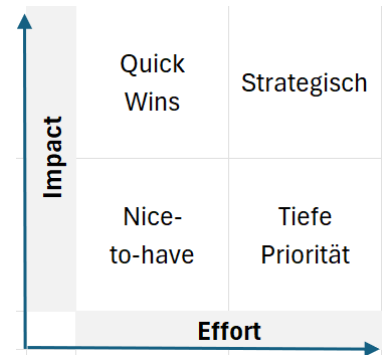 Quick
Wins
Strategisch
Impact
Nice-
to-have
Tiefe
Priorität
Effort